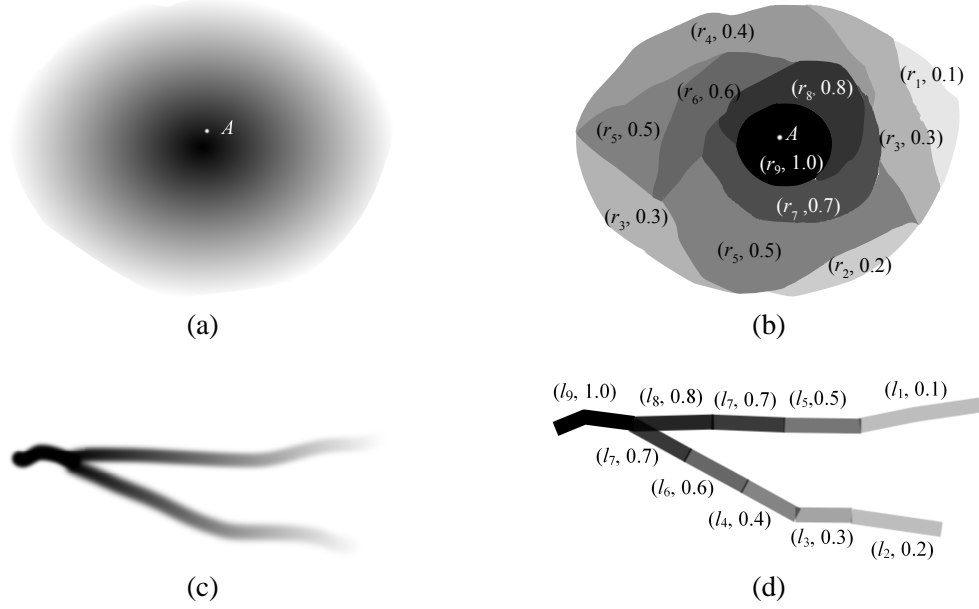 A
(r4, 0.4)
(r1, 0.1)
(r8, 0.8)
(r6, 0.6)
(r5, 0.5)
A
(r3, 0.3)
(r9, 1.0)
(r7 ,0.7)
(r3, 0.3)
(r5, 0.5)
(r2, 0.2)
(a)
(b)
(l9, 1.0)
(l8, 0.8)
(l7, 0.7)
(l5,0.5)
(l1, 0.1)
(l7, 0.7)
(l6, 0.6)
(l4, 0.4)
(l3, 0.3)
(l2, 0.2)
(c)
(d)